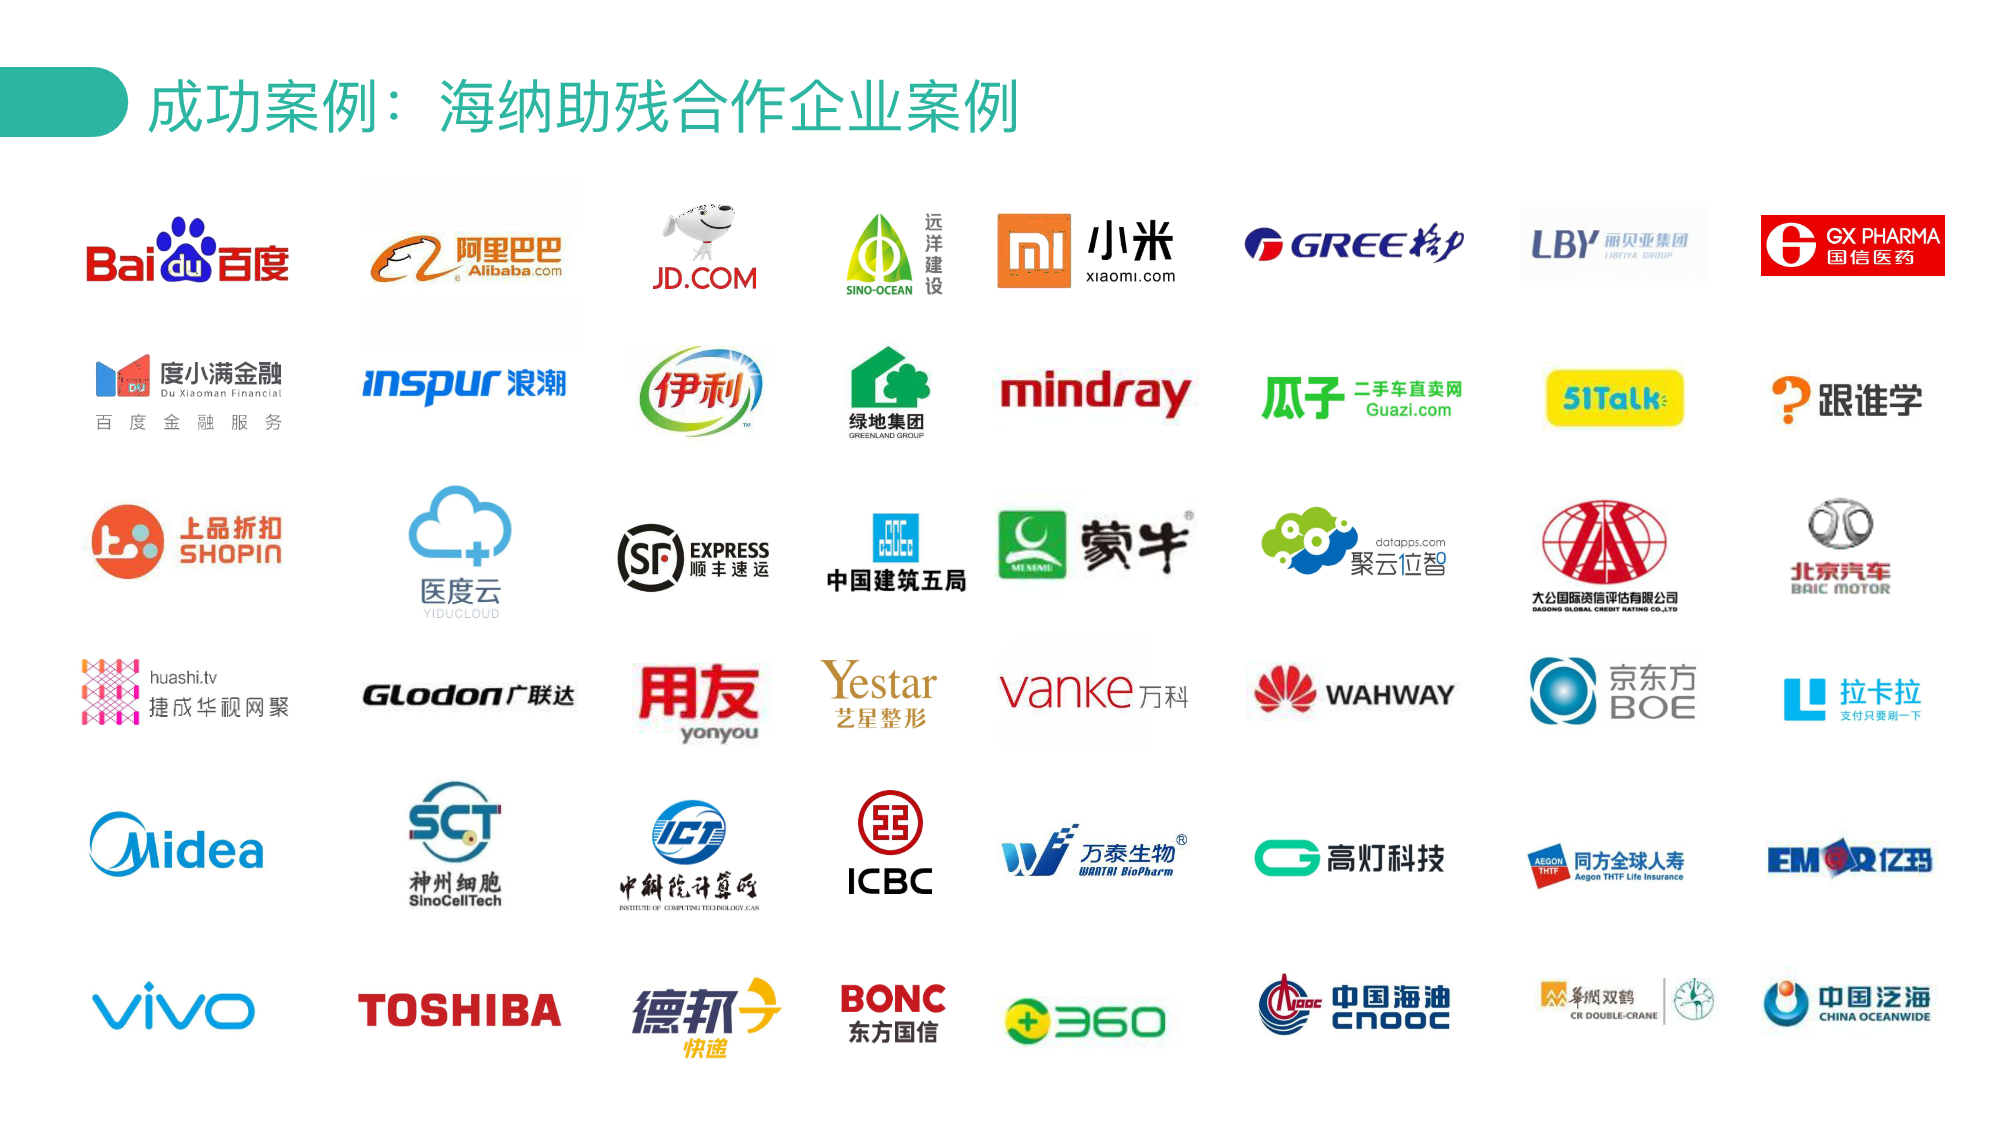 成功案例：海纳助残合作企业案例
Bai du 百度
阿里巴巴
Alibaba.com
JD.COM
SINO-OCEAN
远洋建设
小米
xiaomi.com
GREE 格力
LBY 丽贝亚集团
LIBEIYA GROUP
GX PHARMA
国信医药
度小满金融
Du Xiaoman Financial
百度金融服务
inspur 浪潮
伊利
TM
绿地集团
GREENLAND GROUP
mindray
瓜子 二手车直卖网
Guazi.com
51Talk
跟谁学
上品折扣
SHOPIN
医度云
YIDUCLOUD
SF EXPRESS
顺丰速运
CSCEC
中国建筑五局
MENGNIU
蒙牛®
datapps.com
聚云位智
大公国际资信评估有限公司
DAGONG GLOBAL CREDIT RATING CO.,LTD
北京汽车
BAIC MOTOR
huashi.tv
捷成华视网聚
GLodon 广联达
用友
yonyou
Yestar
艺星整形
vanke 万科
WAHWAY
京东方
BOE
拉卡拉
支付只要刷一下
Midea
SCT
神州细胞
SinoCellTech
ICT
中科院计算所
INSTITUTE OF COMPUTING TECHNOLOGY,CAS
ICBC
万泰生物®
WANTAI BioPharm
高灯科技
AEGON
THTF
同方全球人寿
Aegon THTF Life Insurance
EM@R 亿玛
vivo
TOSHIBA
德邦
快递
BONC
东方国信
360
CNOOC
中国海油
CNOOC
华润双鹤
CR DOUBLE-CRANE
中国泛海
CHINA OCEANWIDE